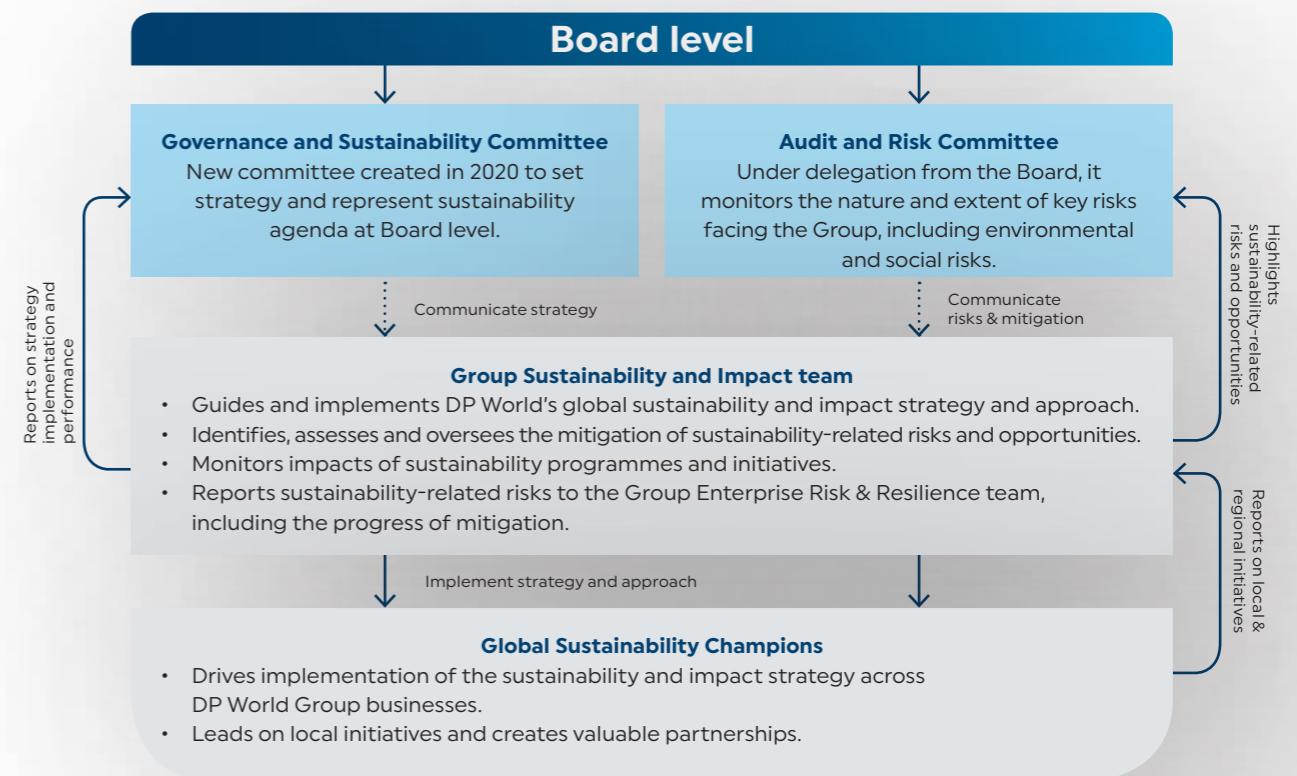 Board level
Governance and Sustainability Committee
New committee created in 2020 to set
strategy and represent sustainability
agenda at Board level.
Audit and Risk Committee
Under delegation from the Board, it
monitors the nature and extent of key risks
facing the Group, including environmental
and social risks.
Reports on strategy
implementation and
performance
Highlights
sustainability-related
risks and opportunities
Communicate strategy
Communicate
risks & mitigation
Group Sustainability and Impact team
• Guides and implements DP World's global sustainability and impact strategy and approach.
• Identifies, assesses and oversees the mitigation of sustainability-related risks and opportunities.
• Monitors impacts of sustainability programmes and initiatives.
• Reports sustainability-related risks to the Group Enterprise Risk & Resilience team,
including the progress of mitigation.
Reports on local &
regional initiatives
Implement strategy and approach
Global Sustainability Champions
• Drives implementation of the sustainability and impact strategy across
DP World Group businesses.
• Leads on local initiatives and creates valuable partnerships.